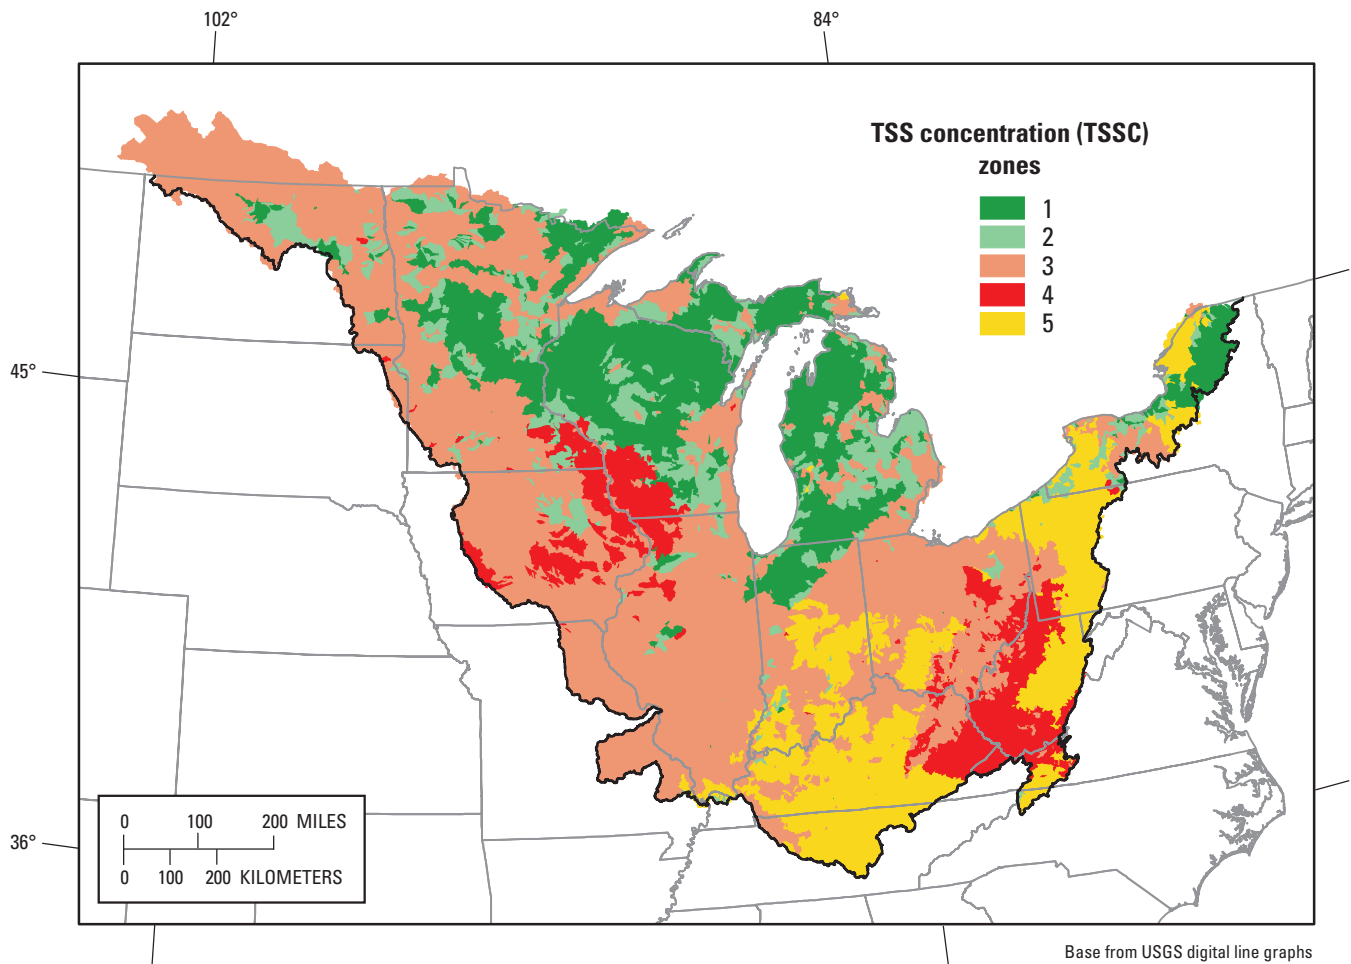 102°
84°
TSS concentration (TSSC)
zones
1
2
3
4
5
45°
36°
0 100 200 MILES
0 100 200 KILOMETERS
Base from USGS digital line graphs